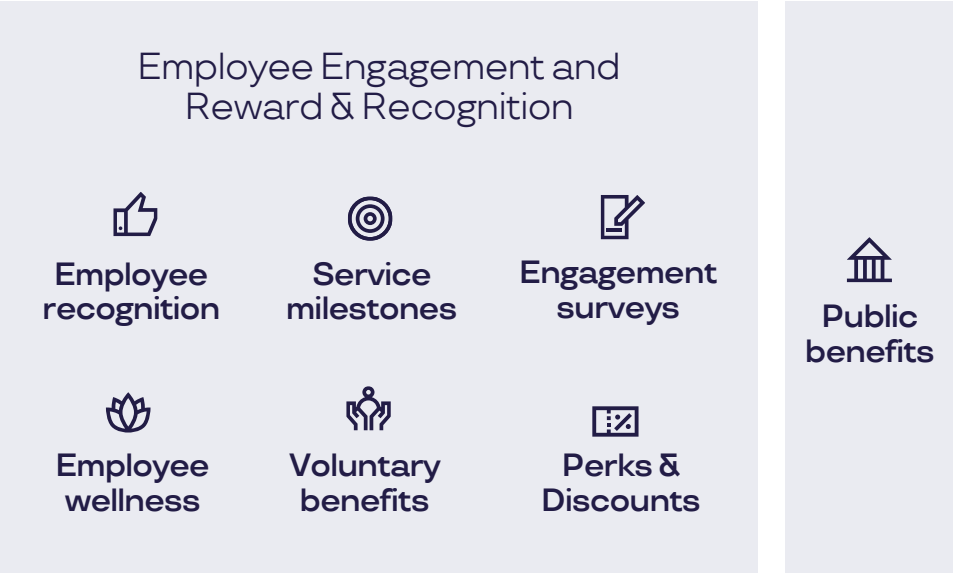 Employee Engagement and
Reward & Recognition
Employee
recognition
Service
milestones
Engagement
surveys
Employee
wellness
Voluntary
benefits
Perks &
Discounts
Public
benefits